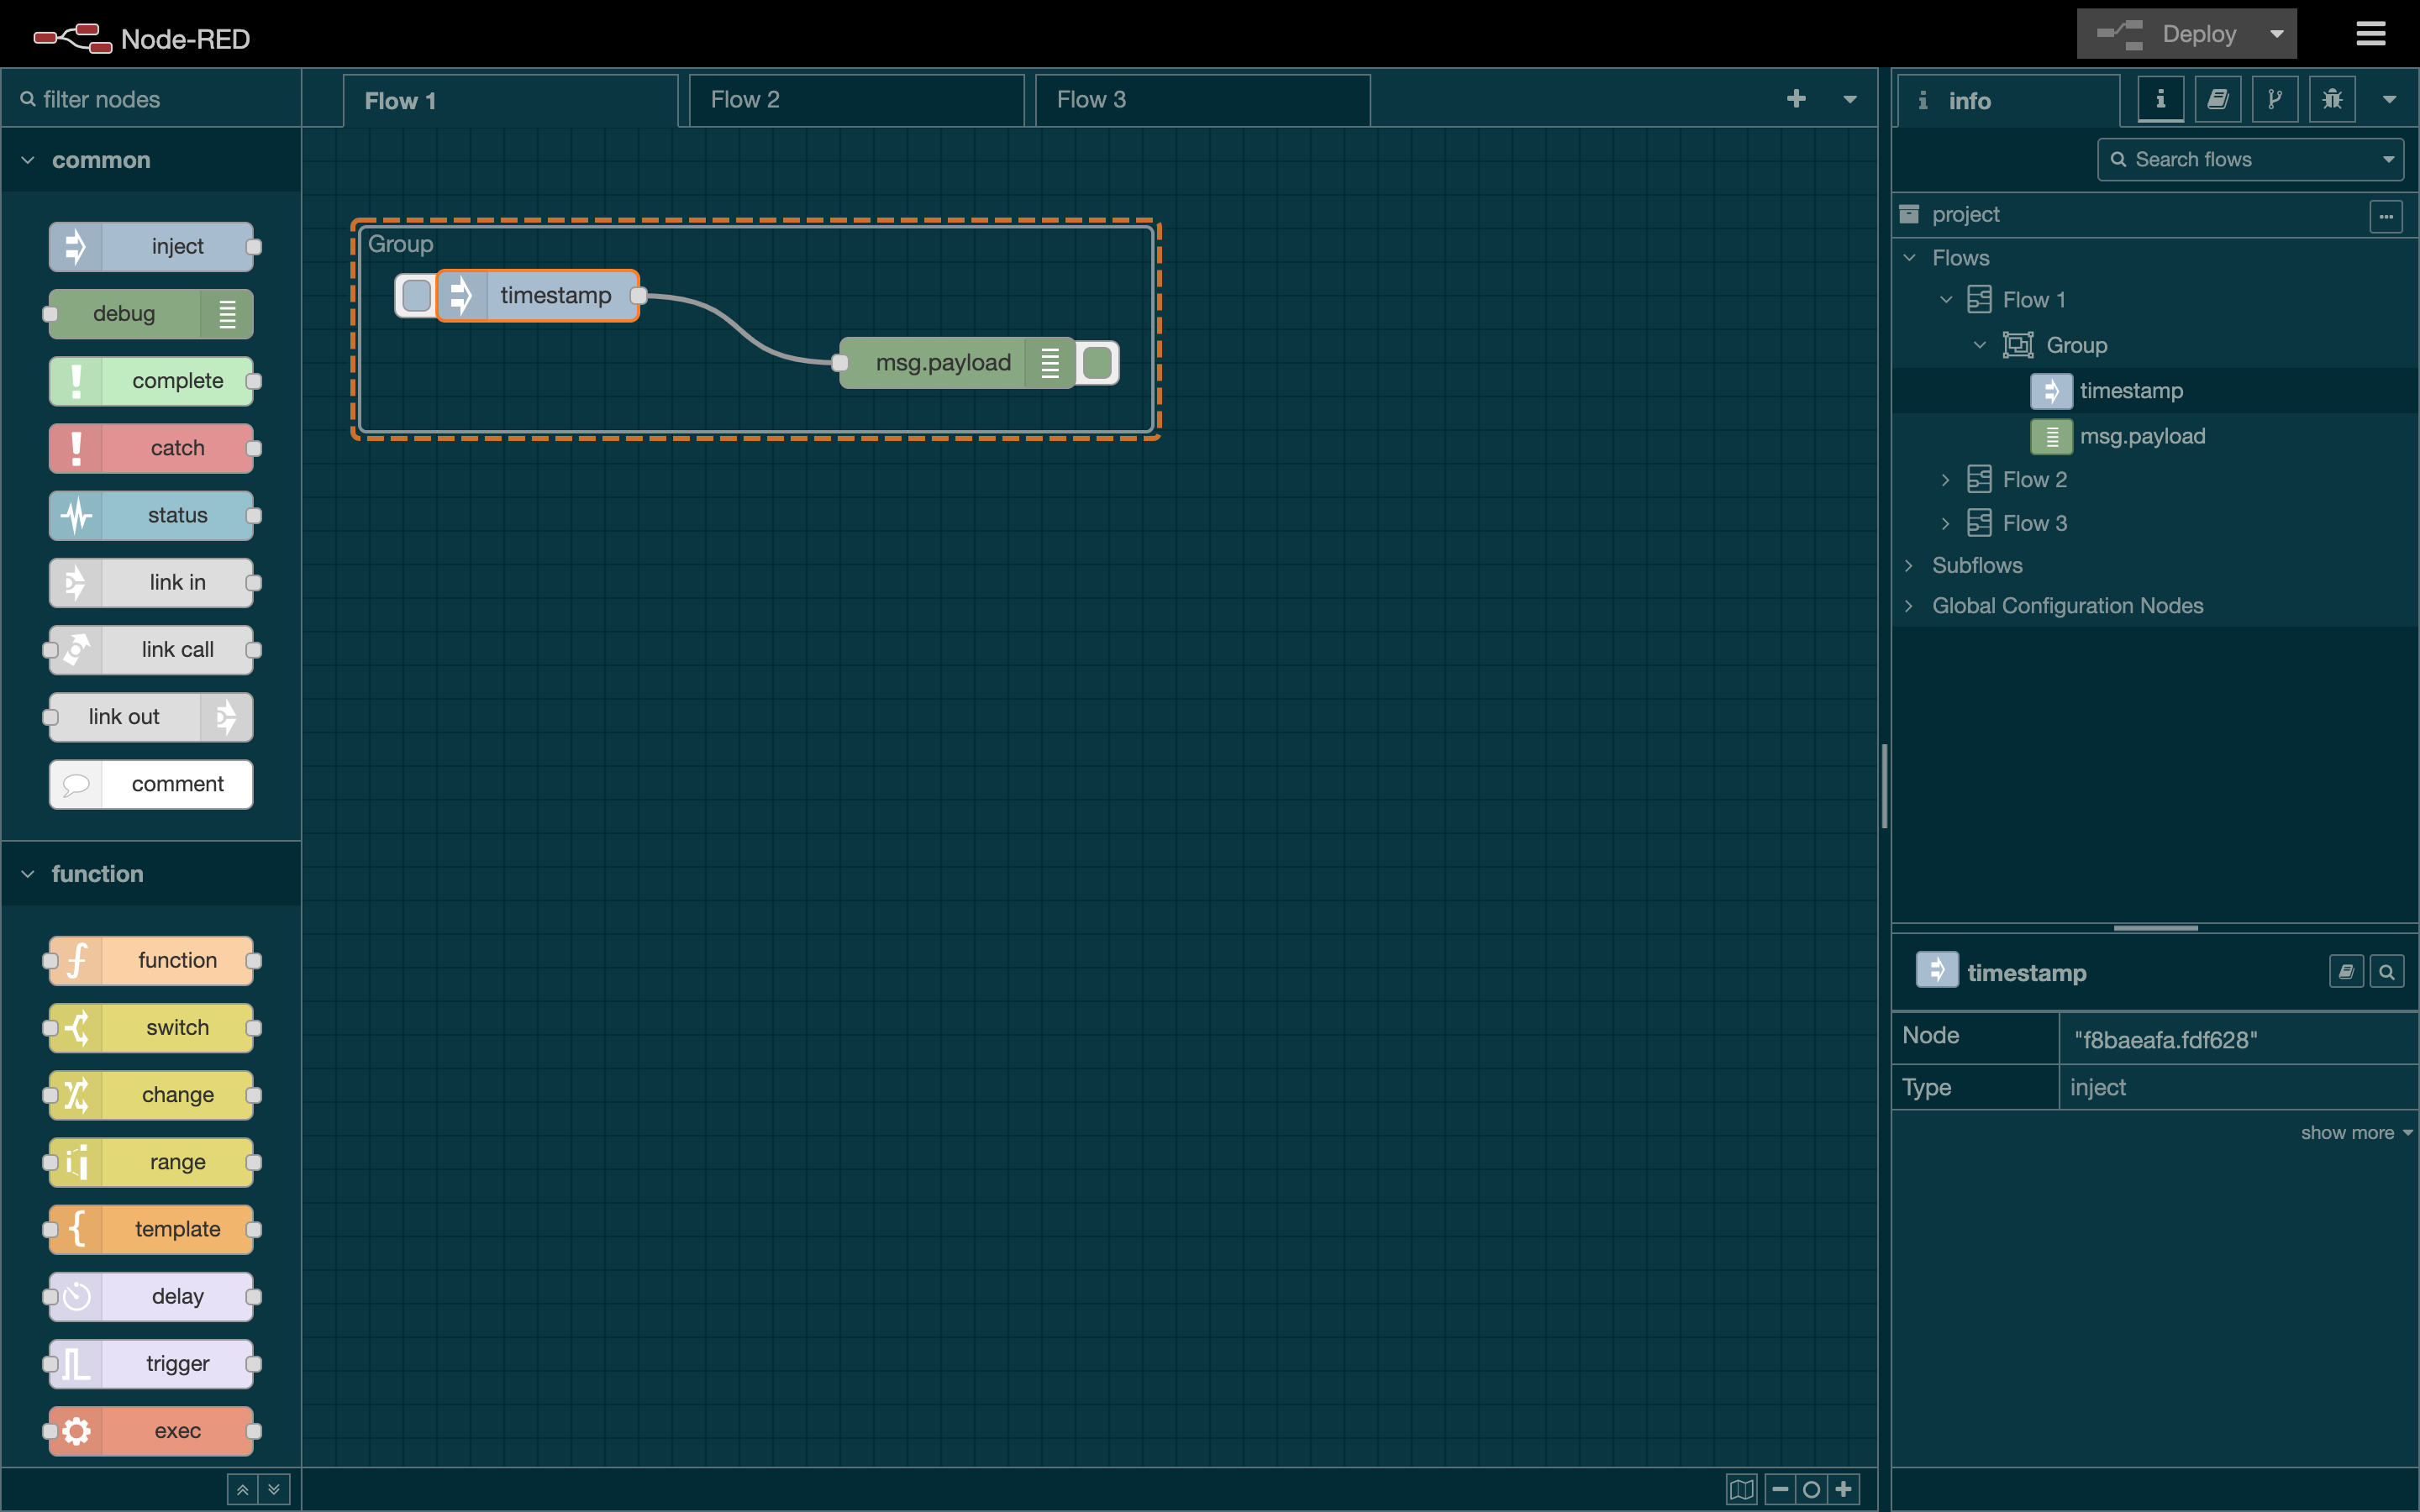 Node-RED
Deploy
filter nodes
Flow 1
Flow 2
Flow 3
info
common
Search flows
inject
debug
complete
catch
status
link in
link call
link out
comment
function
function
switch
change
range
template
delay
trigger
exec
Group
timestamp
msg.payload
project
Flows
Flow 1
Group
timestamp
msg.payload
Flow 2
Flow 3
Subflows
Global Configuration Nodes
timestamp
Node "f8baeafa.fdf628"
Type inject
show more